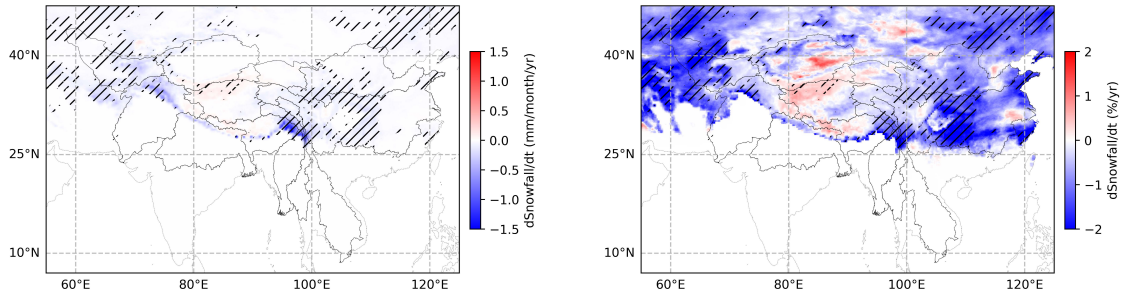 40°N
25°N
10°N
60°E
80°E
100°E
120°E
1.5
1.0
0.5
0.0
−0.5
−1.0
−1.5
dSnowfall/dt (mm/month/yr)
40°N
25°N
10°N
60°E
80°E
100°E
120°E
2
1
0
−1
−2
dSnowfall/dt (%/yr)